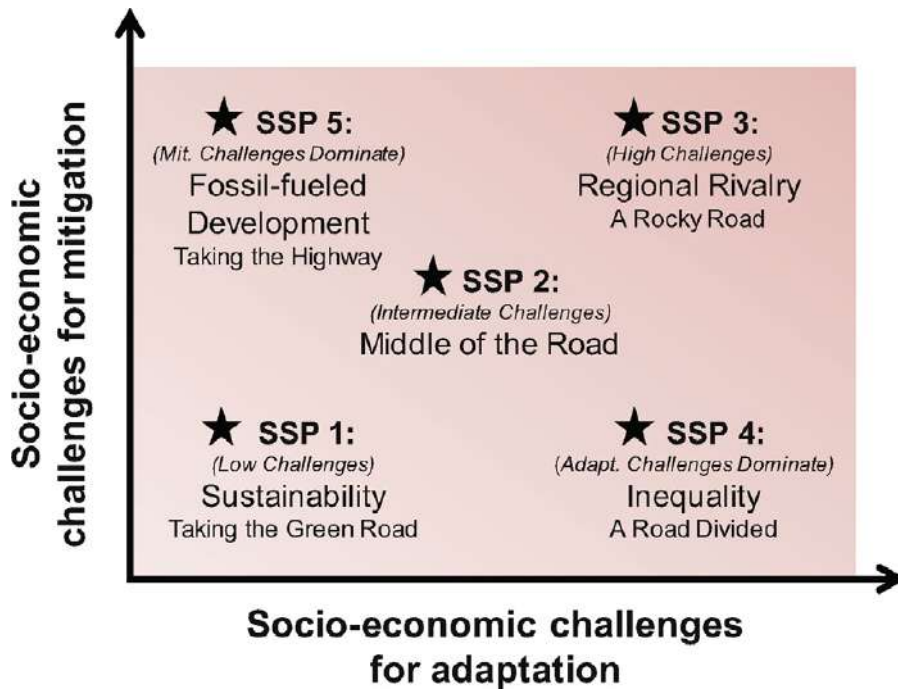 Socio-economic
challenges for mitigation
SSP 5:
(Mit. Challenges Dominate)
Fossil-fueled
Development
Taking the Highway
SSP 3:
(High Challenges)
Regional Rivalry
A Rocky Road
SSP 2:
(Intermediate Challenges)
Middle of the Road
SSP 1:
(Low Challenges)
Sustainability
Taking the Green Road
SSP 4:
(Adapt. Challenges Dominate)
Inequality
A Road Divided
Socio-economic challenges
for adaptation